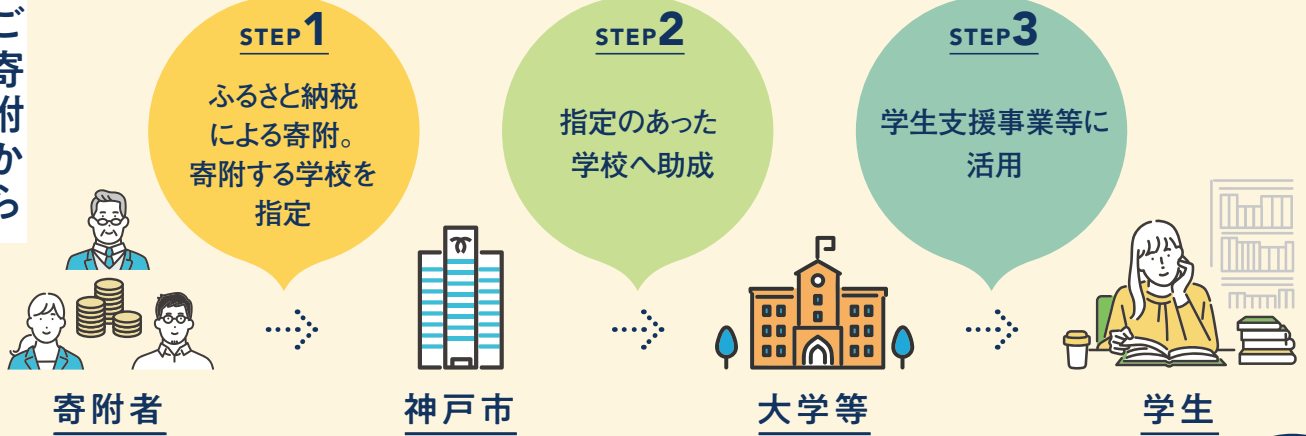 ご寄附から
STEP1
ふるさと納税
による寄附。
寄附する学校を
指定
STEP2
指定のあった
学校へ助成
STEP3
学生支援事業等に
活用
寄附者
神戸市
大学等
学生